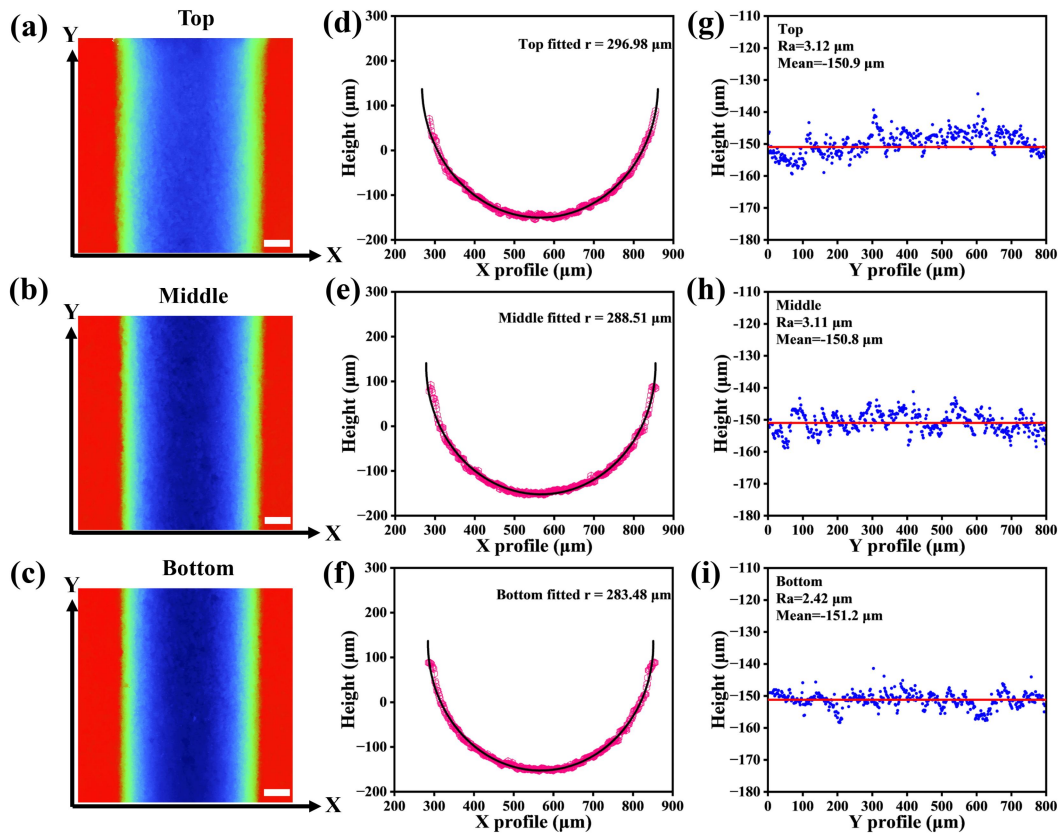 (a)
Top
Y
X
(d)
Top fitted r = 296.98 μm
Height (μm)
300
200
100
0
−100
−200
200 300 400 500 600 700 800 900
X profile (μm)
(g)
Top
Ra=3.12 μm
Mean=-150.9 μm
Height (μm)
−110
−120
−130
−140
−150
−160
−170
−180
0 100 200 300 400 500 600 700 800
Y profile (μm)
(b)
Middle
Y
X
(e)
Middle fitted r = 288.51 μm
Height (μm)
300
200
100
0
−100
−200
200 300 400 500 600 700 800 900
X profile (μm)
(h)
Middle
Ra=3.11 μm
Mean=-150.8 μm
Height (μm)
-110
-120
-130
-140
-150
-160
-170
-180
0 100 200 300 400 500 600 700 800
Y profile (μm)
(c)
Bottom
Y
X
(f)
Bottom fitted r = 283.48 μm
Height (μm)
300
200
100
0
−100
−200
200 300 400 500 600 700 800 900
X profile (μm)
(i)
Bottom
Ra=2.42 μm
Mean=-151.2 μm
Height (μm)
−110
−120
−130
−140
−150
−160
−170
−180
0 100 200 300 400 500 600 700 800
Y profile (μm)